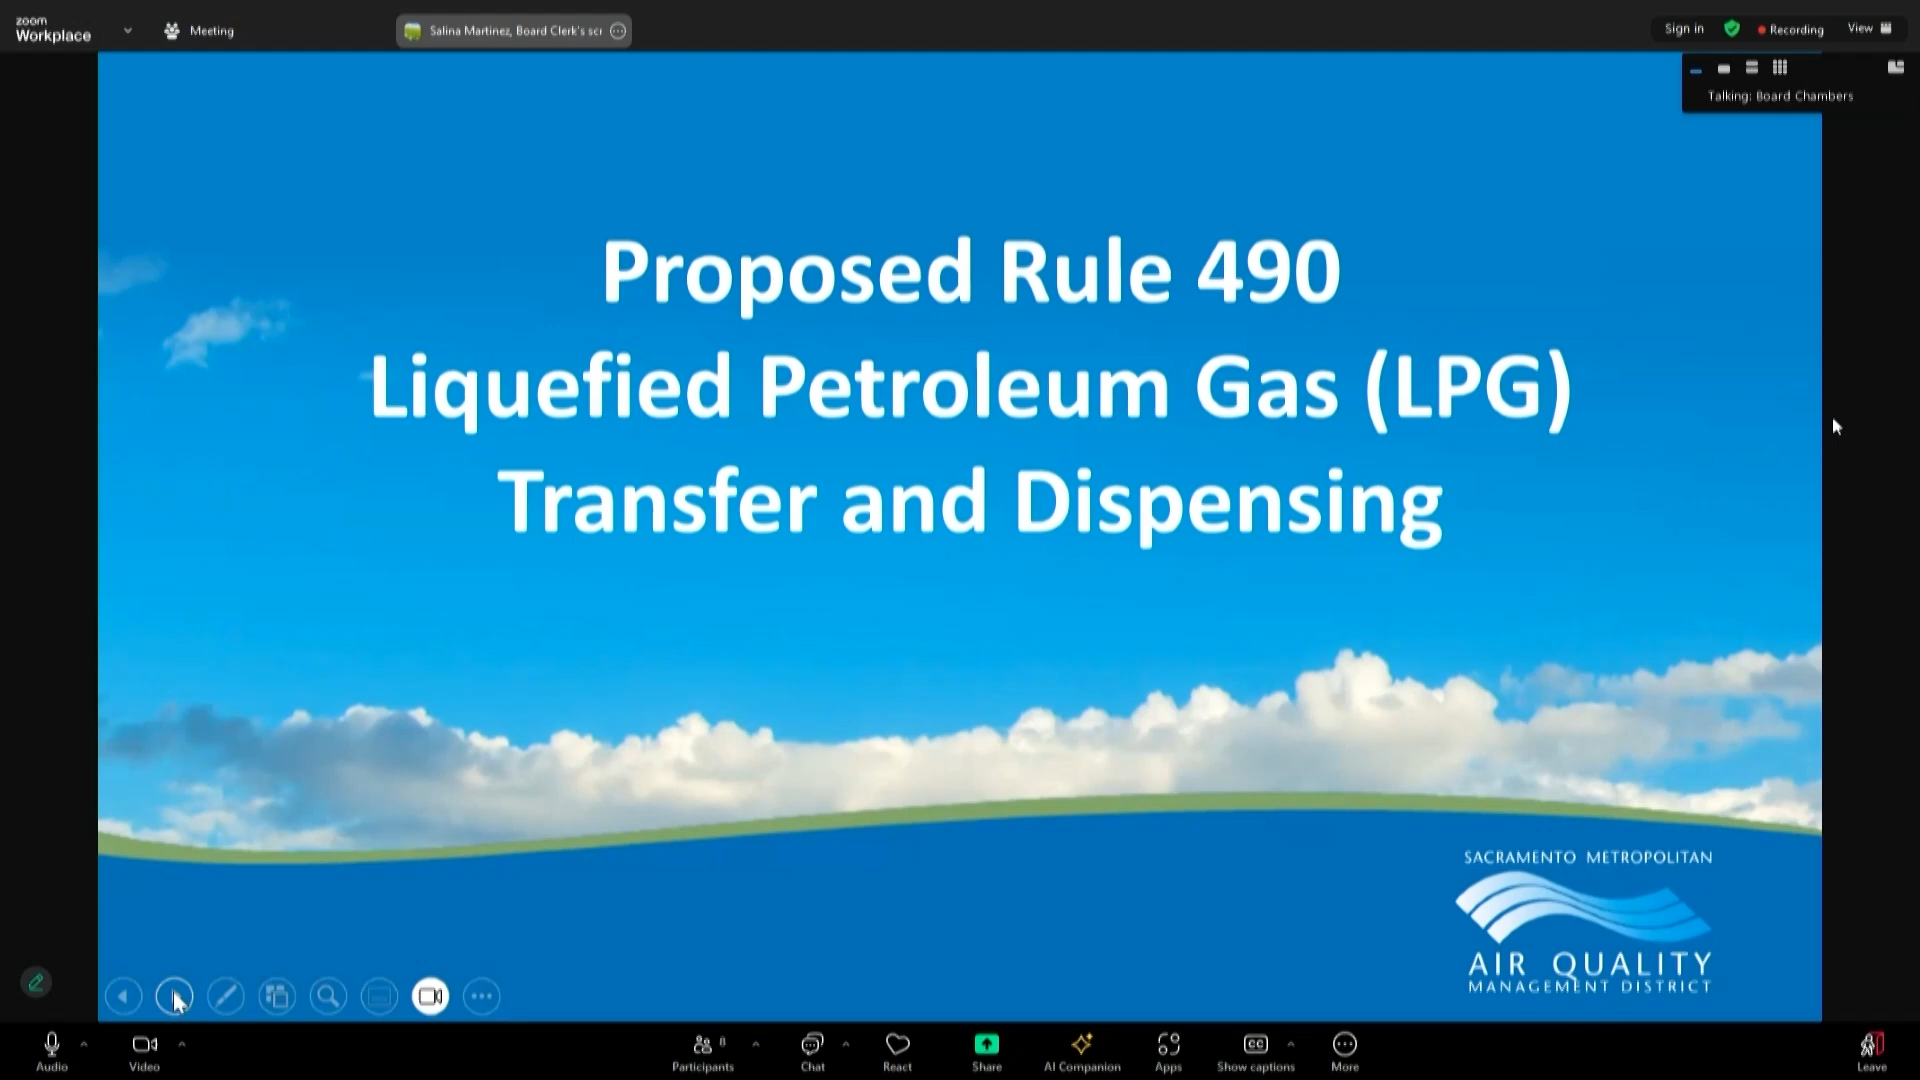 zoom
Workplace
Meeting
Salina Martinez, Board Clerk's scr
Sign in
Recording
View
Talking: Board Chambers
Proposed Rule 490
Liquefied Petroleum Gas (LPG)
Transfer and Dispensing
SACRAMENTO METROPOLITAN
AIR QUALITY
MANAGEMENT DISTRICT
Audio
Video
Participants
8
Chat
React
Share
AI Companion
Apps
CC
Show captions
More
Leave